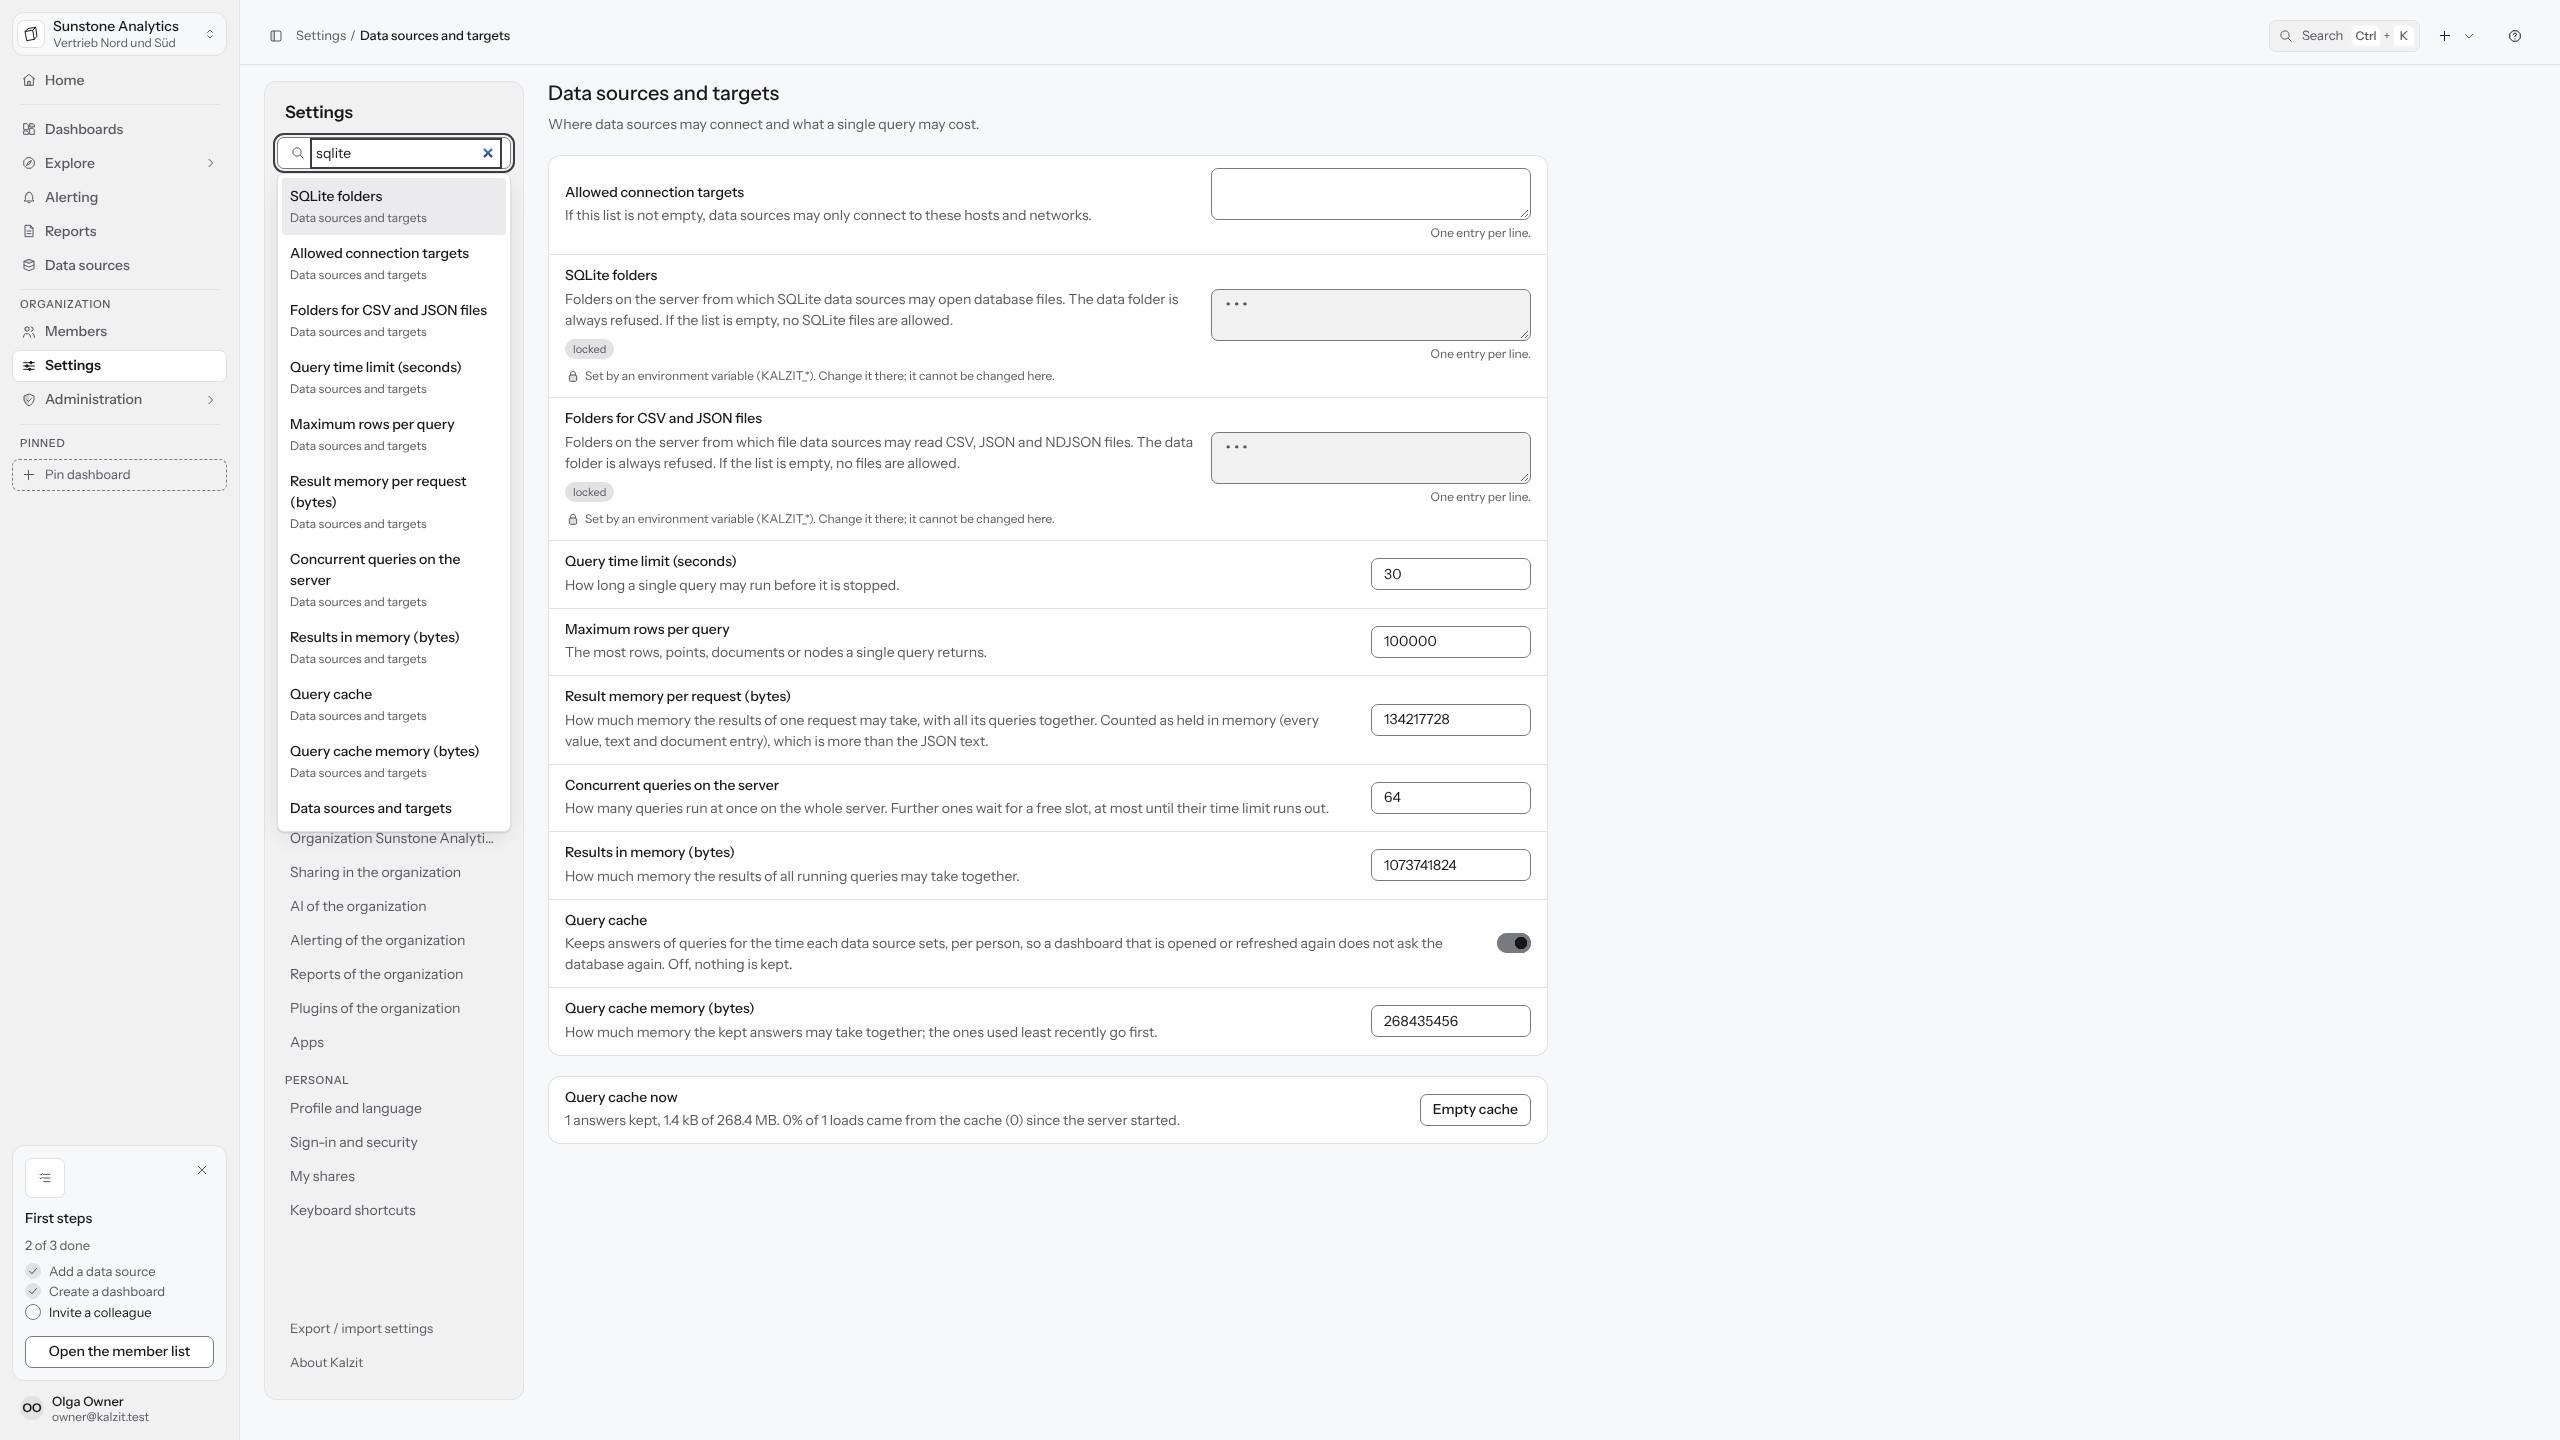 Sunstone Analytics
Vertrieb Nord und Süd
Home
Dashboards
Explore
Alerting
Reports
Data sources
ORGANIZATION
Members
Settings
Administration
PINNED
Pin dashboard
First steps
2 of 3 done
Add a data source
Create a dashboard
Invite a colleague
Open the member list
OO
Olga Owner
owner@kalzit.test
Settings / Data sources and targets
Search Ctrl + K
Settings
sqlite
SQLite folders
Data sources and targets
Allowed connection targets
Data sources and targets
Folders for CSV and JSON files
Data sources and targets
Query time limit (seconds)
Data sources and targets
Maximum rows per query
Data sources and targets
Result memory per request
(bytes)
Data sources and targets
Concurrent queries on the
server
Data sources and targets
Results in memory (bytes)
Data sources and targets
Query cache
Data sources and targets
Query cache memory (bytes)
Data sources and targets
Data sources and targets
Organization Sunstone Analyti...
Sharing in the organization
AI of the organization
Alerting of the organization
Reports of the organization
Plugins of the organization
Apps
PERSONAL
Profile and language
Sign-in and security
My shares
Keyboard shortcuts
Export / import settings
About Kalzit
Data sources and targets
Where data sources may connect and what a single query may cost.
Allowed connection targets
If this list is not empty, data sources may only connect to these hosts and networks.
One entry per line.
SQLite folders
Folders on the server from which SQLite data sources may open database files. The data folder is
always refused. If the list is empty, no SQLite files are allowed.
•••
locked
One entry per line.
Set by an environment variable (KALZIT_*). Change it there; it cannot be changed here.
Folders for CSV and JSON files
Folders on the server from which file data sources may read CSV, JSON and NDJSON files. The data
folder is always refused. If the list is empty, no files are allowed.
•••
locked
One entry per line.
Set by an environment variable (KALZIT_*). Change it there; it cannot be changed here.
Query time limit (seconds)
How long a single query may run before it is stopped.
30
Maximum rows per query
The most rows, points, documents or nodes a single query returns.
100000
Result memory per request (bytes)
How much memory the results of one request may take, with all its queries together. Counted as held in memory (every
value, text and document entry), which is more than the JSON text.
134217728
Concurrent queries on the server
How many queries run at once on the whole server. Further ones wait for a free slot, at most until their time limit runs out.
64
Results in memory (bytes)
How much memory the results of all running queries may take together.
1073741824
Query cache
Keeps answers of queries for the time each data source sets, per person, so a dashboard that is opened or refreshed again does not ask the
database again. Off, nothing is kept.
Query cache memory (bytes)
How much memory the kept answers may take together; the ones used least recently go first.
268435456
Query cache now
1 answers kept, 1.4 kB of 268.4 MB. 0% of 1 loads came from the cache (0) since the server started.
Empty cache